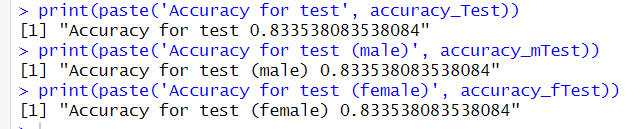 > print(paste('Accuracy for test', accuracy_Test))
[1] "Accuracy for test 0.833538083538084"
> print(paste('Accuracy for test (male)', accuracy_mTest))
[1] "Accuracy for test (male) 0.833538083538084"
> print(paste('Accuracy for test (female)', accuracy_fTest))
[1] "Accuracy for test (female) 0.833538083538084"
>